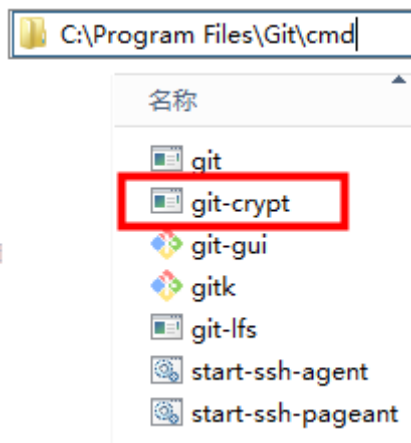 C:\Program Files\Git\cmd
名称
git
git-crypt
git-gui
gitk
git-lfs
start-ssh-agent
start-ssh-pageant